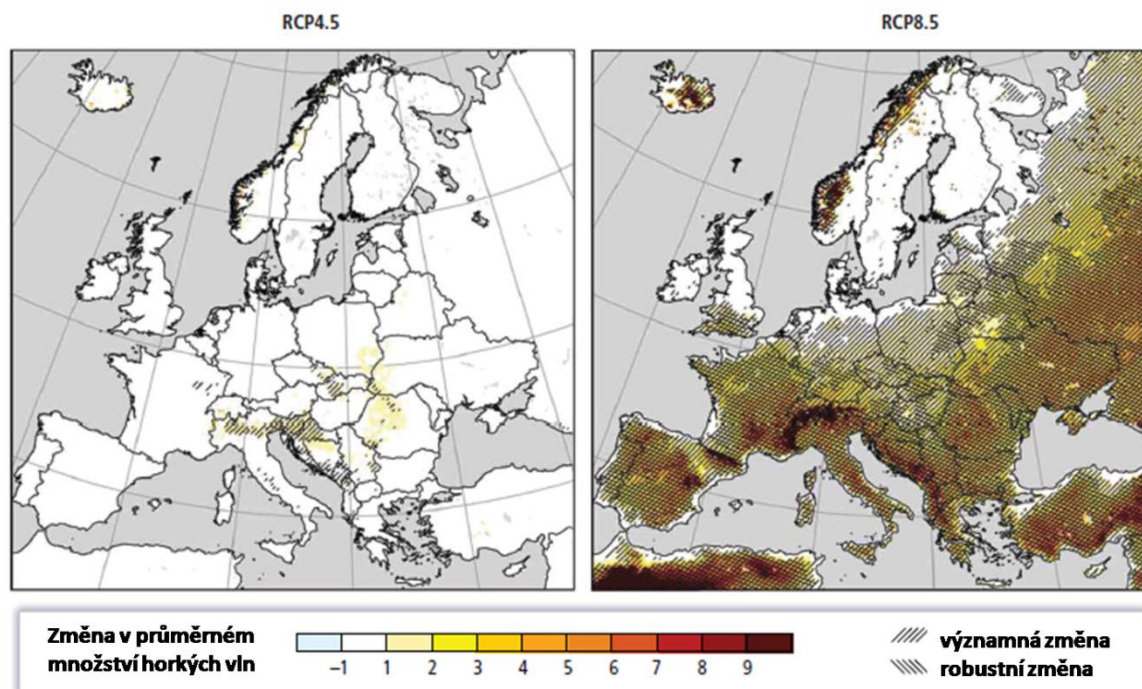 RCP4.5
RCP8.5
Změna v průměrném
množství horkých vln
–1 1 2 3 4 5 6 7 8 9
významná změna
robustní změna